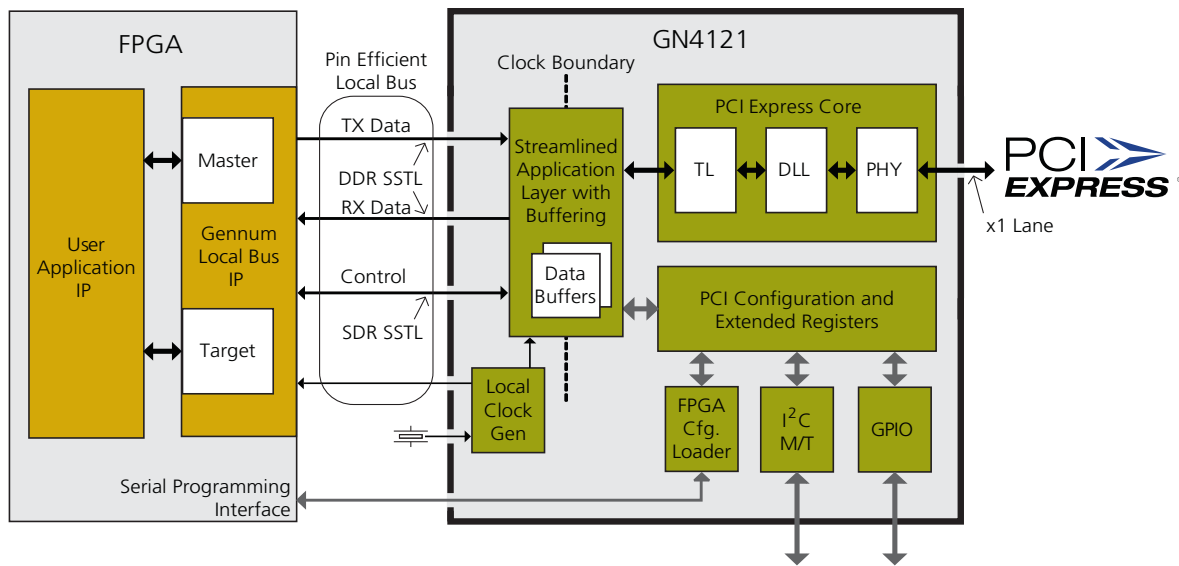 FPGA
GN4121
Pin Efficient
Local Bus
Clock Boundary
TX Data
DDR SSTL
RX Data
Control
SDR SSTL
User
Application
IP
Master
Gennum
Local Bus
IP
Target
Streamlined
Application
Layer with
Buffering
Data
Buffers
PCI Express Core
TL
DLL
PHY
PCI
EXPRESS
x1 Lane
PCI Configuration and
Extended Registers
Local
Clock
Gen
FPGA
Cfg.
Loader
I²C
M/T
GPIO
Serial Programming
Interface